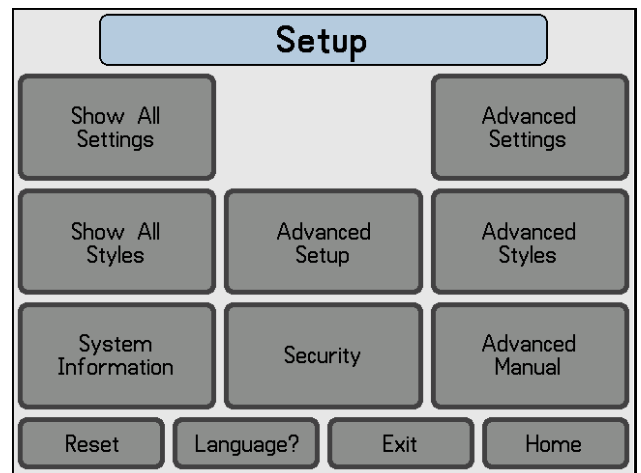 Setup
Show All
Settings
Advanced
Settings
Show All
Styles
Advanced
Setup
Advanced
Styles
System
Information
Security
Advanced
Manual
Reset
Language?
Exit
Home